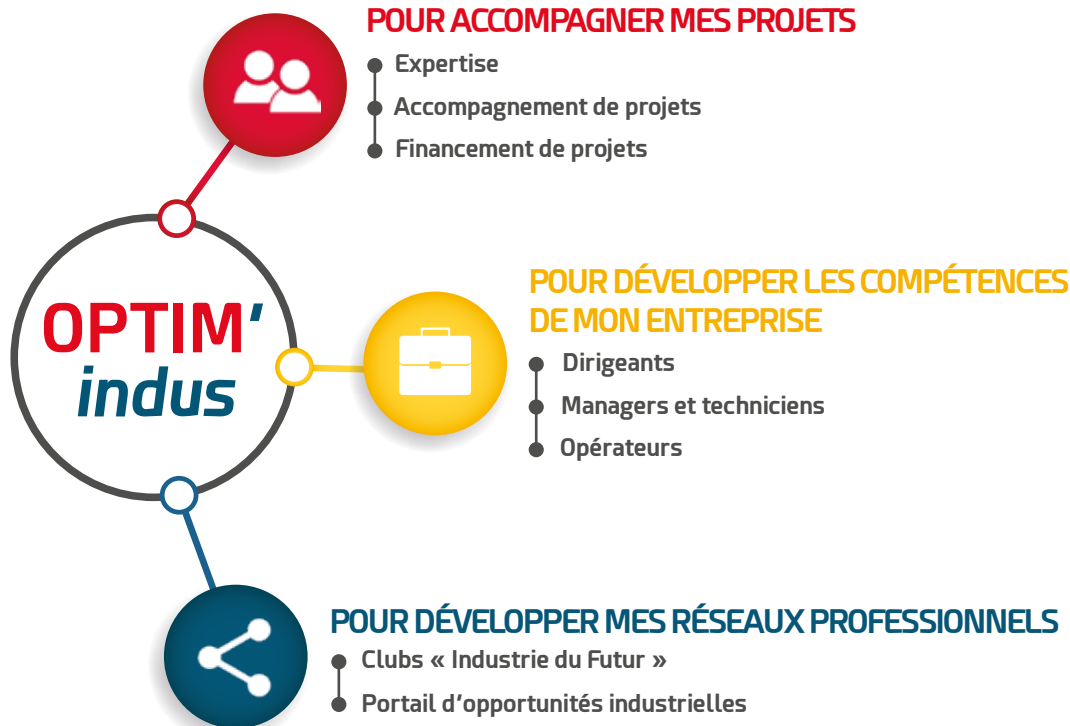 POUR ACCOMPAGNER MES PROJETS
Expertise
Accompagnement de projets
Financement de projets
OPTIM'
indus
POUR DÉVELOPPER LES COMPÉTENCES
DE MON ENTREPRISE
Dirigeants
Managers et techniciens
Opérateurs
POUR DÉVELOPPER MES RÉSEAUX PROFESSIONNELS
Clubs « Industrie du Futur »
Portail d'opportunités industrielles